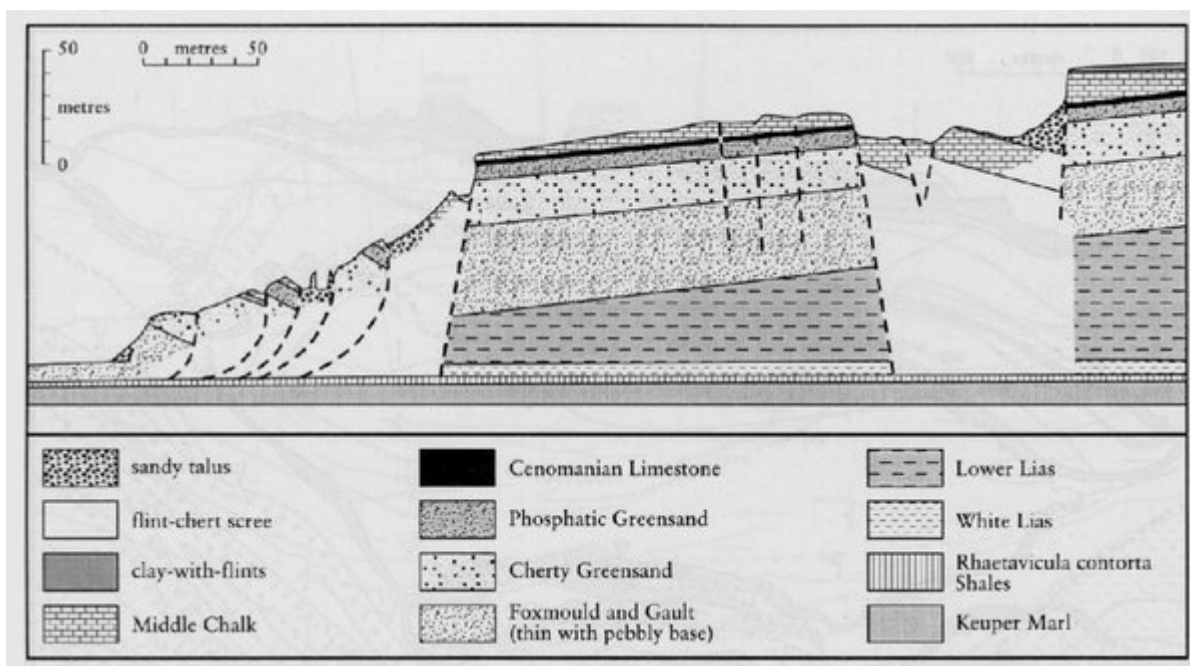 50
0 metres 50
metres
0
sandy talus
flint-chert scree
clay-with-flints
Middle Chalk
Cenomanian Limestone
Phosphatic Greensand
Cherty Greensand
Foxmould and Gault
(thin with pebbly base)
Lower Lias
White Lias
Rhaetavicula contorta
Shales
Keuper Marl